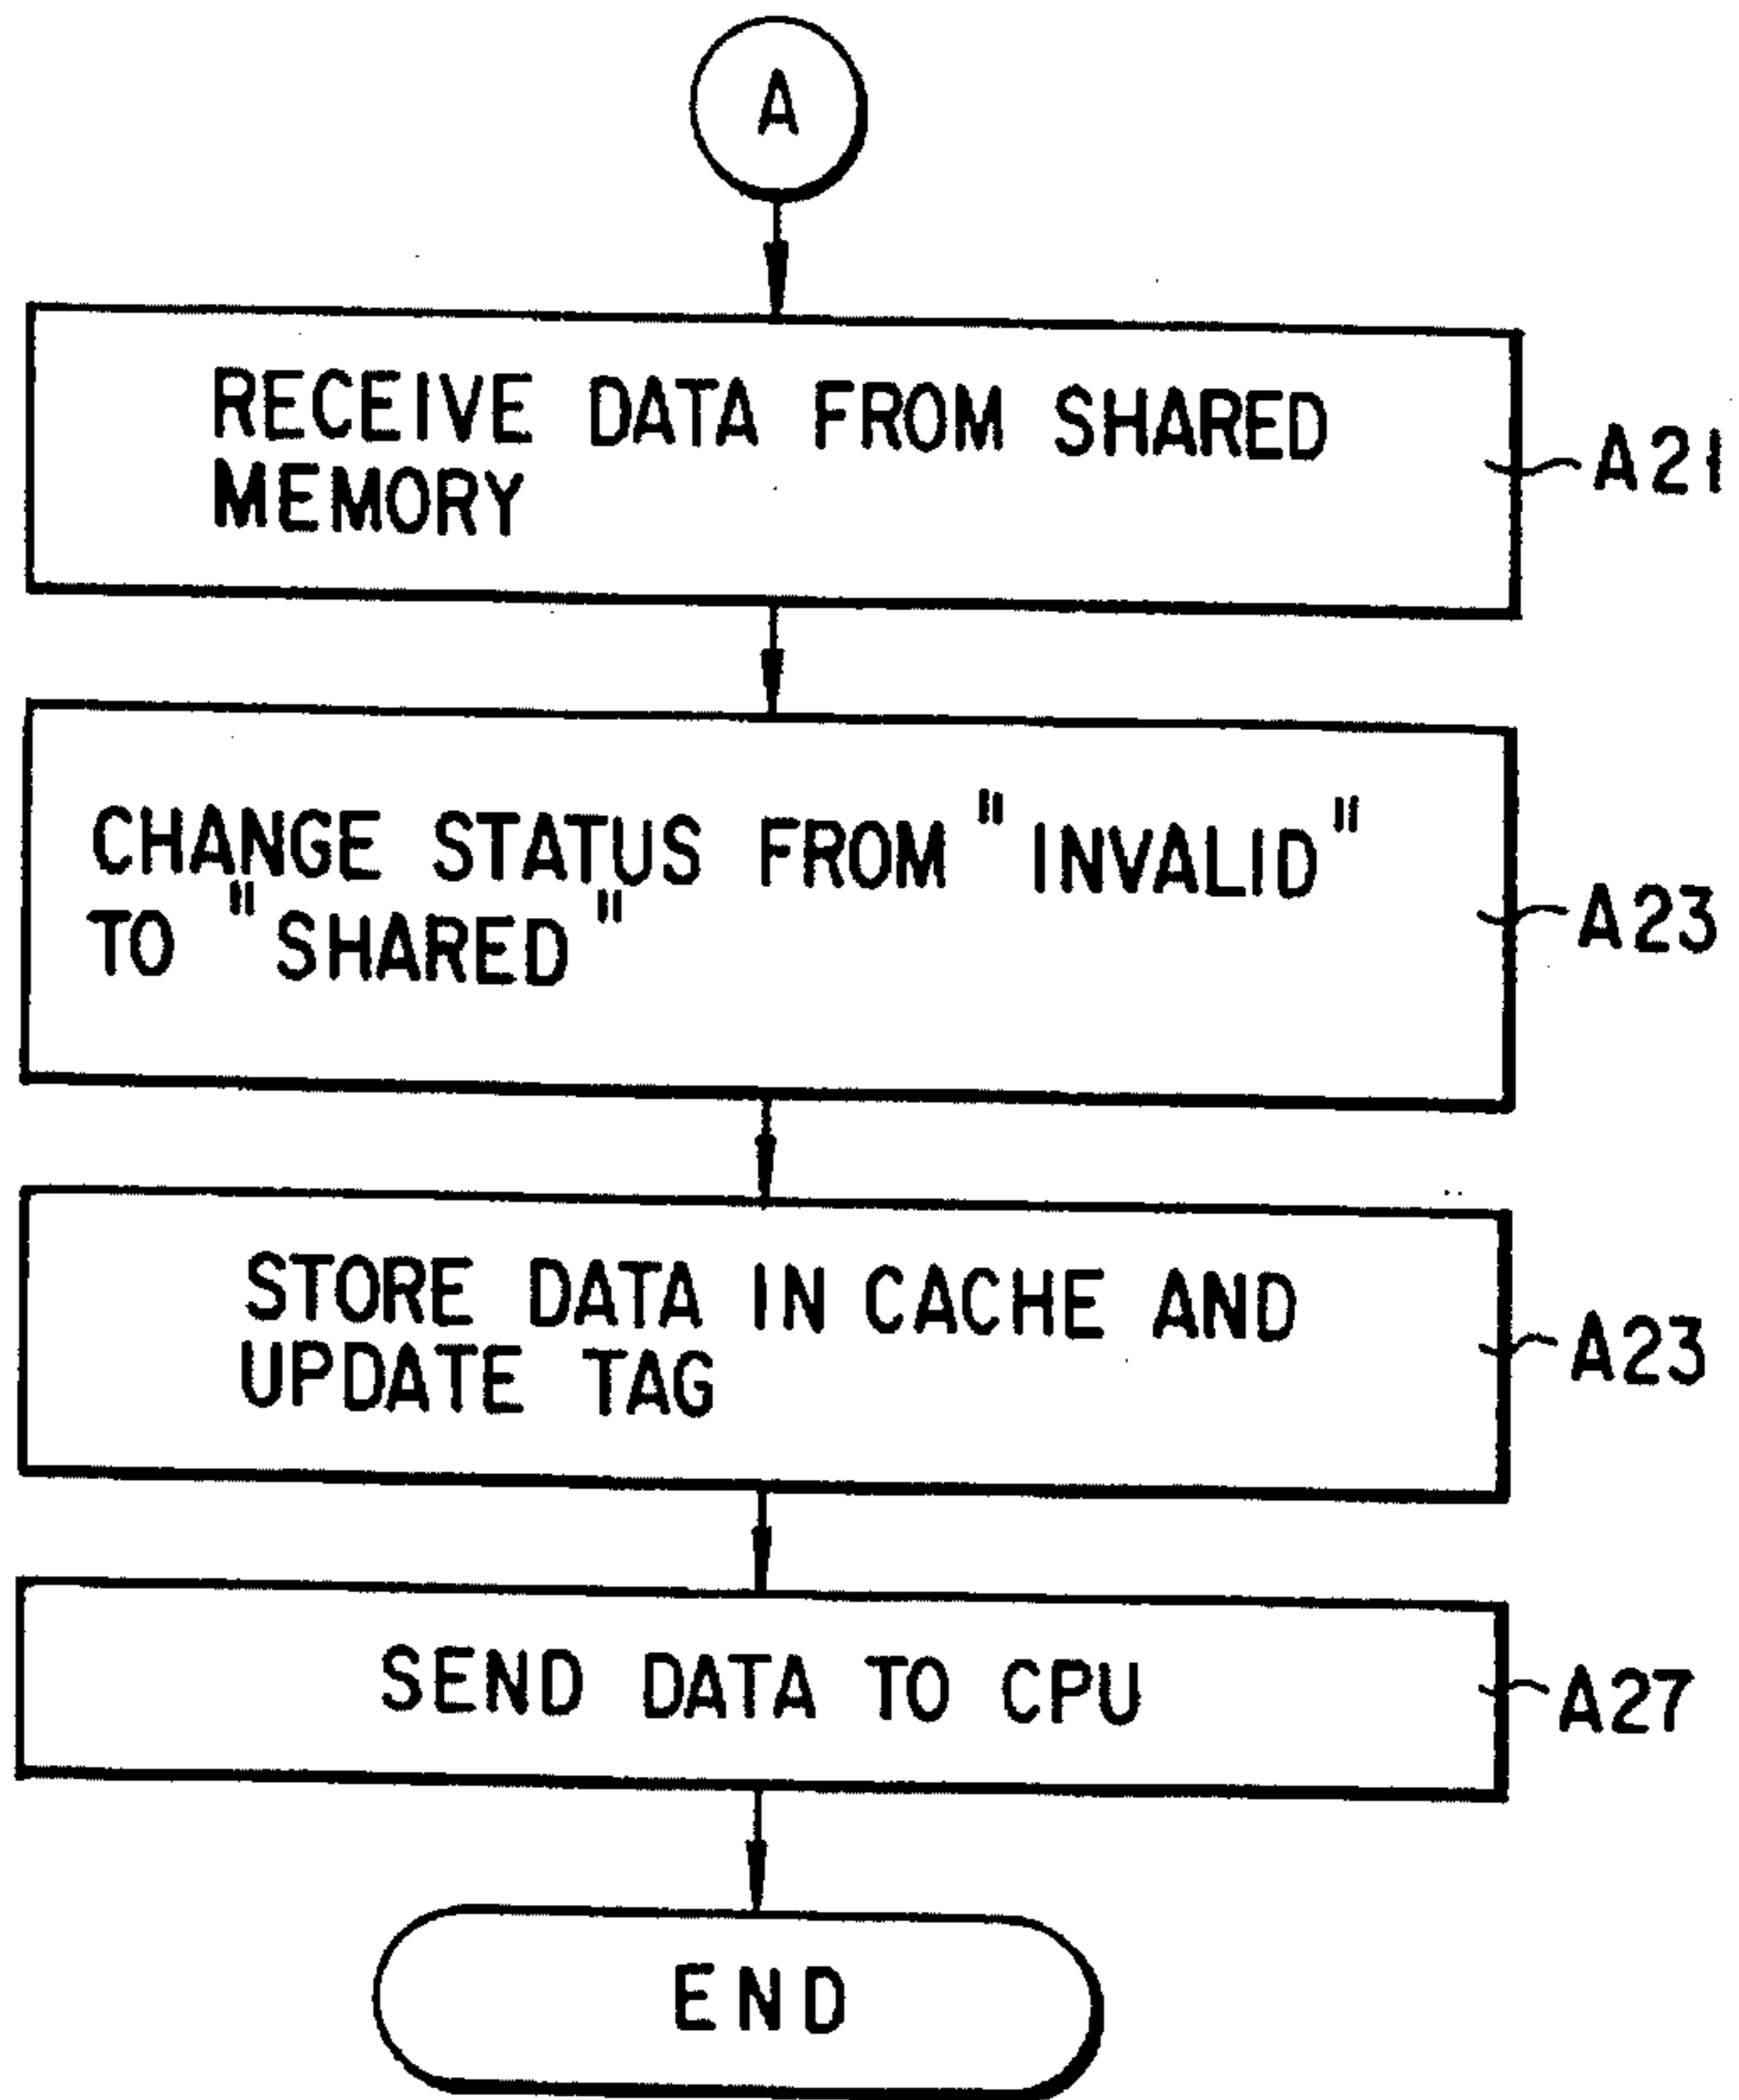 A
RECEIVE DATA FROM SHARED
MEMORY
A21
CHANGE STATUS FROM "INVALID"
TO "SHARED"
A23
STORE DATA IN CACHE AND
UPDATE TAG
A23
SEND DATA TO CPU
A27
END